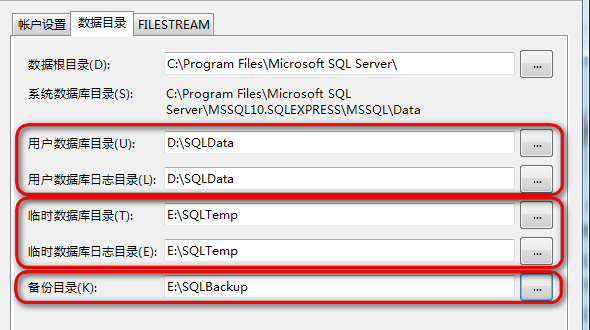 帐户设置 数据目录 FILESTREAM
数据根目录(D): C:\Program Files\Microsoft SQL Server\ ...
系统数据库目录(S): C:\Program Files\Microsoft SQL
Server\MSSQL10.SQLEXPRESS\MSSQL\Data
用户数据库目录(U): D:\SQLData ...
用户数据库日志目录(L): D:\SQLData ...
临时数据库目录(T): E:\SQLTemp ...
临时数据库日志目录(E): E:\SQLTemp ...
备份目录(K): E:\SQLBackup ...